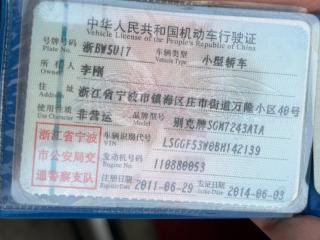 中华人民共和国机动车行驶证
Vehicle License of the People's Republic of China
号牌号码 浙BW5U17 车辆类型 小型轿车
Plate No. Vehicle Type
所有人 李刚
Owner
住址 浙江省宁波市镇海区庄市街道万隆小区40号
Address
使用性质 非营运 品牌型号 别克牌SGM7243ATA
Use Character Model
浙江省宁波
市公安局交
通警察支队
车辆识别代号 LSGGF53W0BH142139
VIN
发动机号码 110880053
Engine No.
注册日期 2011-06-29 发证日期 2014-06-03
Register Date Issue Date